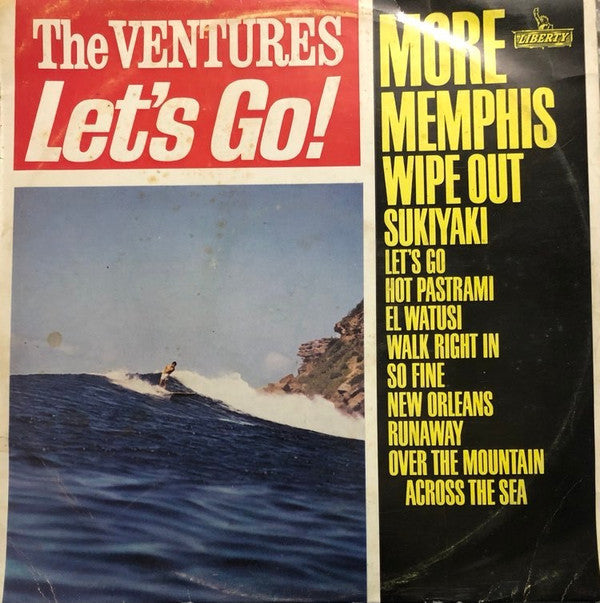 The VENTURES
Let's Go!
LIBERTY
MORE
MEMPHIS
WIPE OUT
SUKIYAKI
LET'S GO
HOT PASTRAMI
EL WATUSI
WALK RIGHT IN
SO FINE
NEW ORLEANS
RUNAWAY
OVER THE MOUNTAIN
ACROSS THE SEA